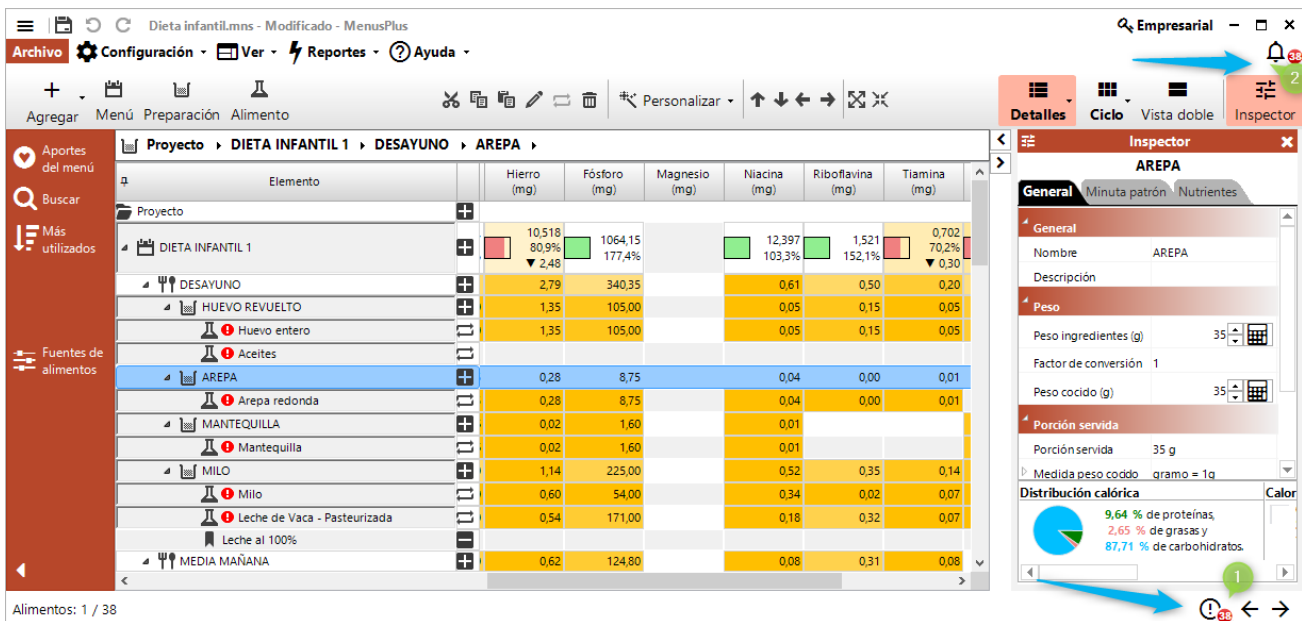 Dieta infantil.mns - Modificado - MenusPlus
Empresarial
Archivo Configuración Ver Reportes Ayuda
38
2
Agregar Menú Preparación Alimento
Personalizar
Detalles Ciclo Vista doble Inspector
Aportes
del menú
Buscar
Más
utilizados
Fuentes de
alimentos
Proyecto DIETA INFANTIL 1 DESAYUNO AREPA
Elemento Hierro (mg) Fósforo (mg) Magnesio (mg) Niacina (mg) Riboflavina (mg) Tiamina (mg)
Proyecto
DIETA INFANTIL 1 10,518 80,9% ▼ 2,48 1064,15 177,4% 12,397 103,3% 1,521 152,1% 0,702 70,2% ▼ 0,30
DESAYUNO 2,79 340,35 0,61 0,50 0,20
HUEVO REVUELTO 1,35 105,00 0,05 0,15 0,05
Huevo entero 1,35 105,00 0,05 0,15 0,05
Aceites
AREPA 0,28 8,75 0,04 0,00 0,01
Arepa redonda 0,28 8,75 0,04 0,00 0,01
MANTEQUILLA 0,02 1,60 0,01
Mantequilla 0,02 1,60 0,01
MILO 1,14 225,00 0,52 0,35 0,14
Milo 0,60 54,00 0,34 0,02 0,07
Leche de Vaca - Pasteurizada 0,54 171,00 0,18 0,32 0,07
Leche al 100%
MEDIA MAÑANA 0,62 124,80 0,08 0,31 0,08
Inspector
AREPA
General Minuta patrón Nutrientes
General
Nombre AREPA
Descripción
Peso
Peso ingredientes (g) 35
Factor de conversión 1
Peso cocido (g) 35
Porción servida
Porción servida 35 g
Medida peso cocido gramo = 1g
Distribución calórica Calor
9,64 % de proteínas,
2,65 % de grasas y
87,71 % de carbohidratos.
1
38
Alimentos: 1 / 38